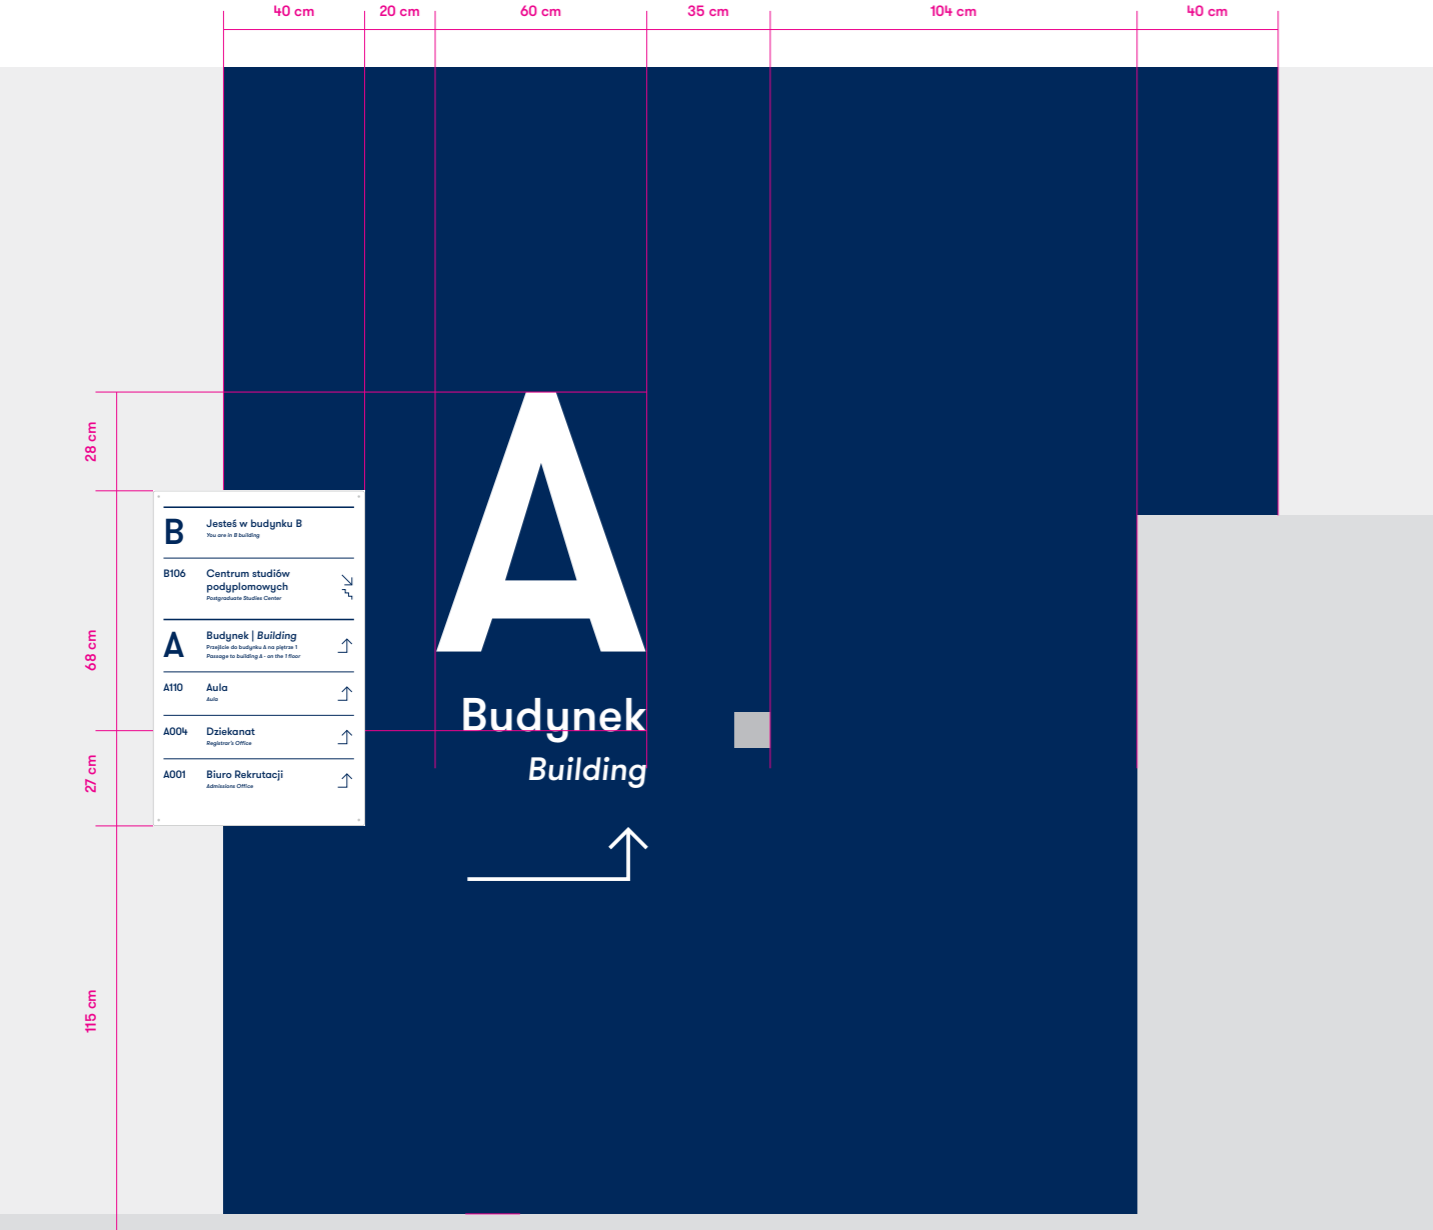 40 cm 20 cm 60 cm 35 cm 104 cm 40 cm
28 cm
68 cm
27 cm
115 cm
B Jesteś w budynku B
You are in B building
B106 Centrum studiów
podyplomowych
Postgraduate Studies Center
A Budynek | Building
Przejście do budynku A na piętrze 1
Passage to building A - on the 1 floor
A110 Aula
Aula
A004 Dziekanat
Registrar's Office
A001 Biuro Rekrutacji
Admissions Office
A
Budynek
Building